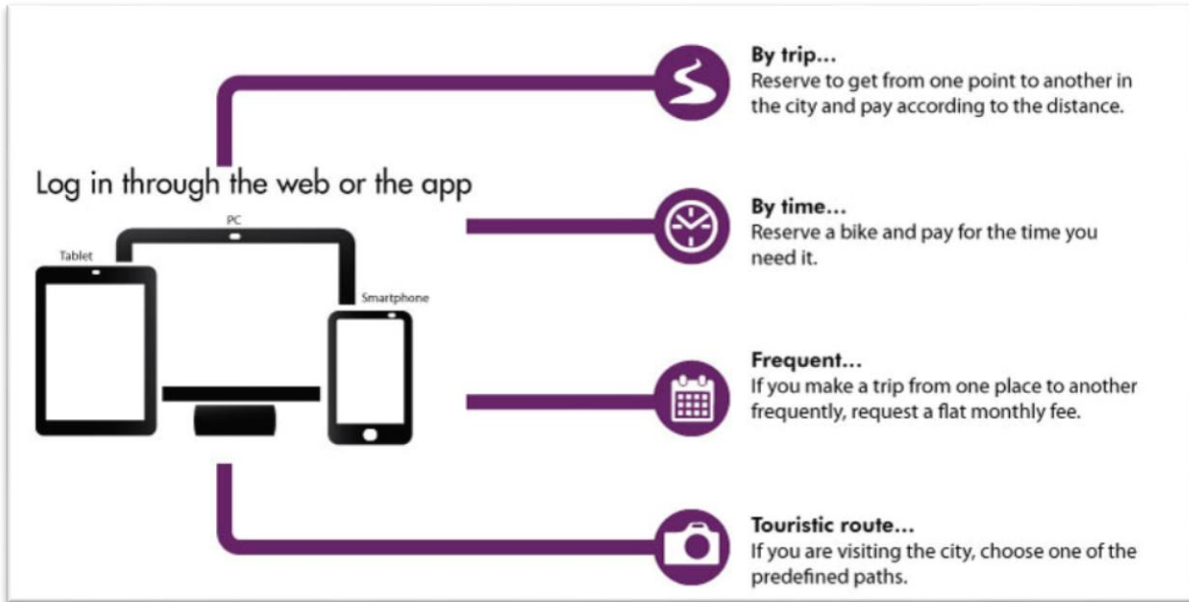 Log in through the web or the app
PC
Tablet
Smartphone
By trip...
Reserve to get from one point to another in
the city and pay according to the distance.
By time...
Reserve a bike and pay for the time you
need it.
Frequent...
If you make a trip from one place to another
frequently, request a flat monthly fee.
Touristic route...
If you are visiting the city, choose one of the
predefined paths.